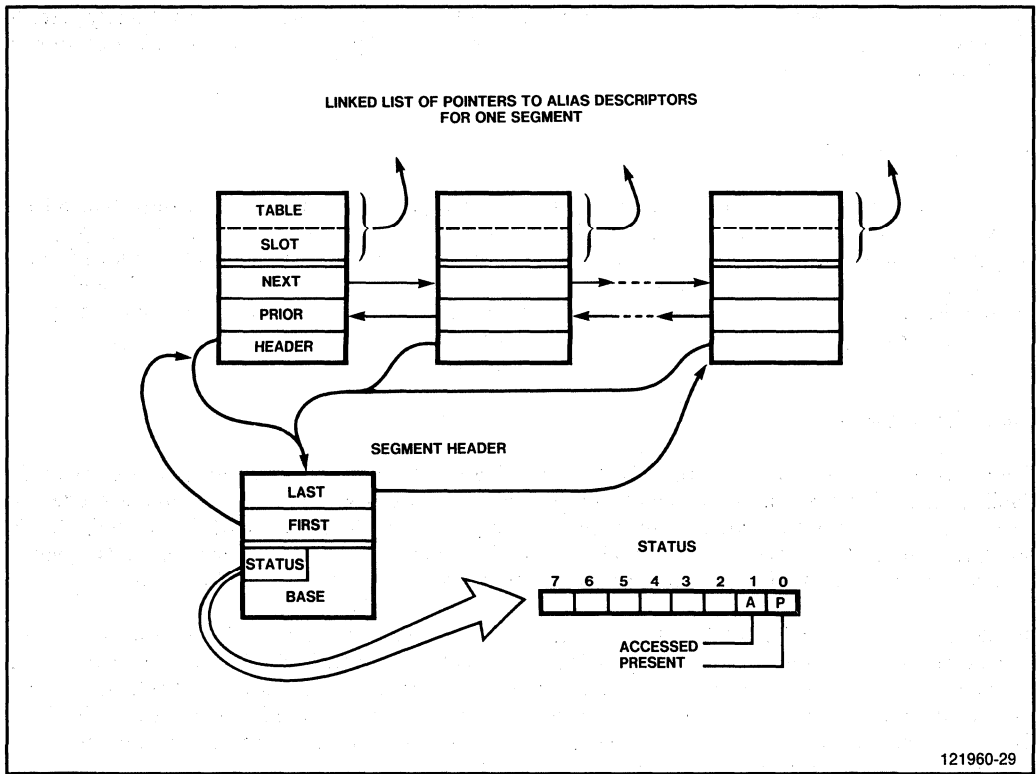 LINKED LIST OF POINTERS TO ALIAS DESCRIPTORS
FOR ONE SEGMENT
TABLE
SLOT
NEXT
PRIOR
HEADER
SEGMENT HEADER
LAST
FIRST
STATUS
BASE
STATUS
7 6 5 4 3 2 1 0
A P
ACCESSED
PRESENT
121960-29